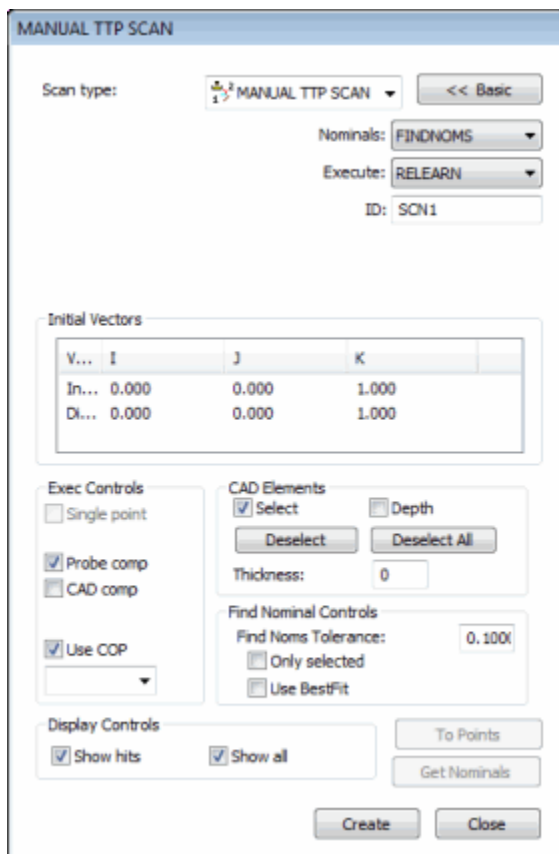 MANUAL TTP SCAN
Scan type: MANUAL TTP SCAN << Basic
Nominals: FINDNOMS
Execute: RELEARN
ID: SCN1
Initial Vectors
V... I J K
In... 0.000 0.000 1.000
Di... 0.000 0.000 1.000
Exec Controls
Single point
Probe comp
CAD comp
Use COP
CAD Elements
Select Depth
Deselect Deselect All
Thickness: 0
Find Nominal Controls
Find Noms Tolerance: 0.100
Only selected
Use BestFit
Display Controls
Show hits Show all
To Points
Get Nominals
Create Close